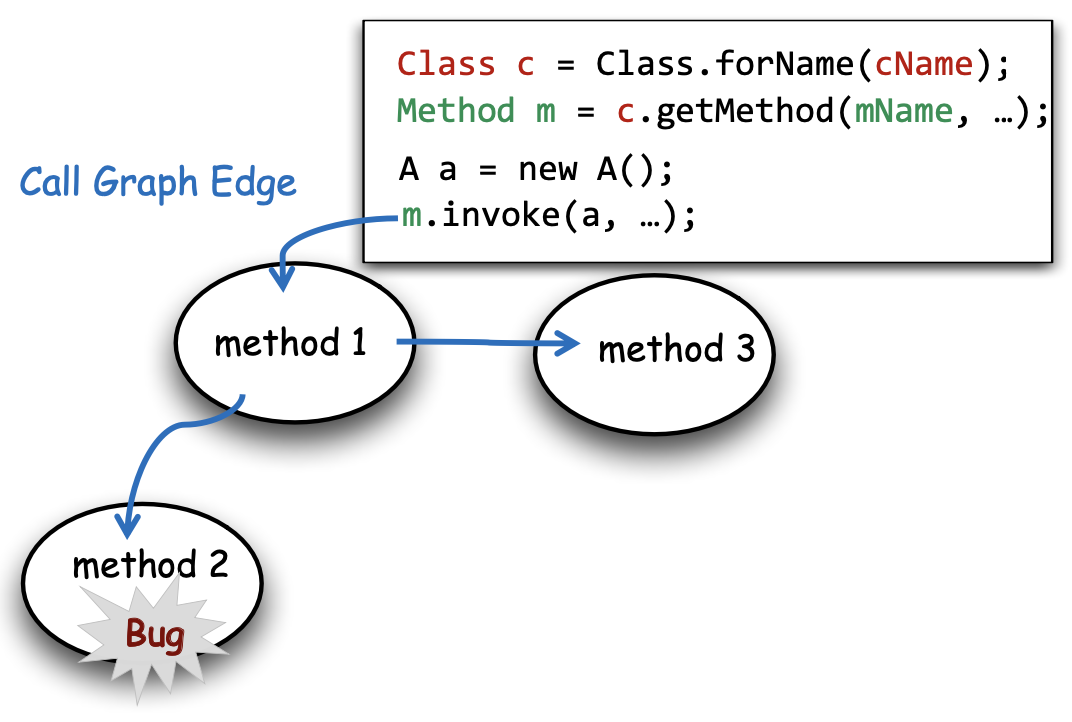 Class c = Class.forName(cName);
Method m = c.getMethod(mName, …);
A a = new A();
m.invoke(a, …);
Call Graph Edge
method 1
method 3
method 2
Bug